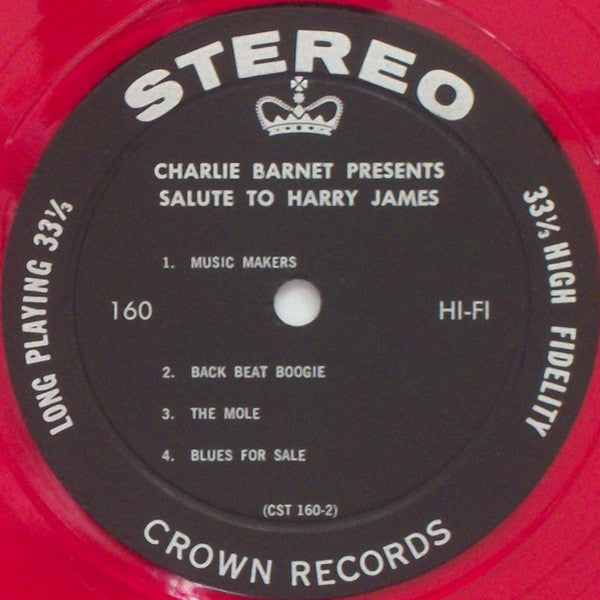 STEREO
CHARLIE BARNET PRESENTS
SALUTE TO HARRY JAMES
1. MUSIC MAKERS
160
HI-FI
2. BACK BEAT BOOGIE
3. THE MOLE
4. BLUES FOR SALE
(CST 160-2)
LONG PLAYING 33⅓
33⅓ HIGH FIDELITY
CROWN RECORDS